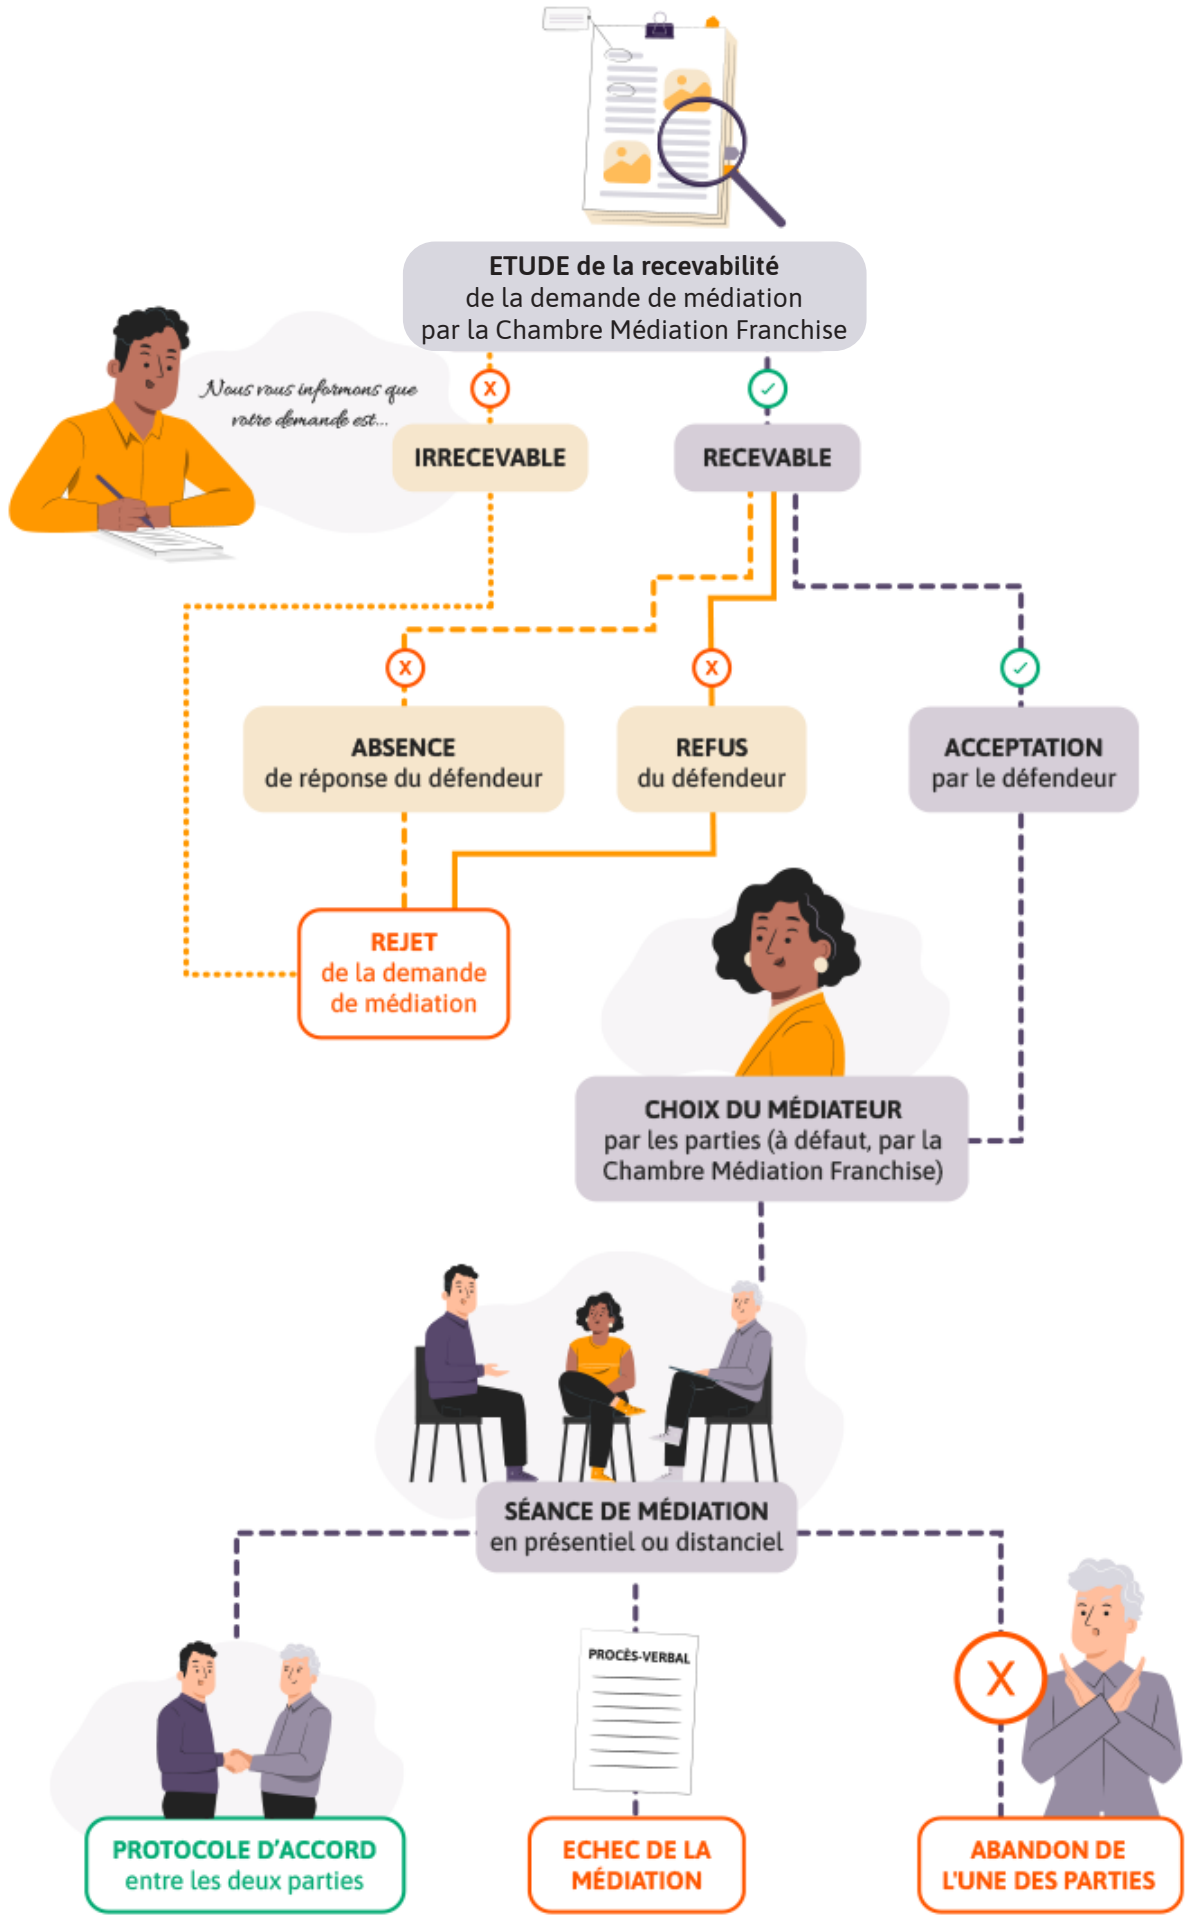 ETUDE de la recevabilité
de la demande de médiation
par la Chambre Médiation Franchise
Nous vous informons que
votre demande est...
X
IRRECEVABLE
RECEVABLE
X
X
ABSENCE
de réponse du défendeur
REFUS
du défendeur
ACCEPTATION
par le défendeur
REJET
de la demande
de médiation
CHOIX DU MÉDIATEUR
par les parties (à défaut, par la
Chambre Médiation Franchise)
SÉANCE DE MÉDIATION
en présentiel ou distanciel
PROCÈS-VERBAL
X
PROTOCOLE D'ACCORD
entre les deux parties
ECHEC DE LA
MÉDIATION
ABANDON DE
L'UNE DES PARTIES